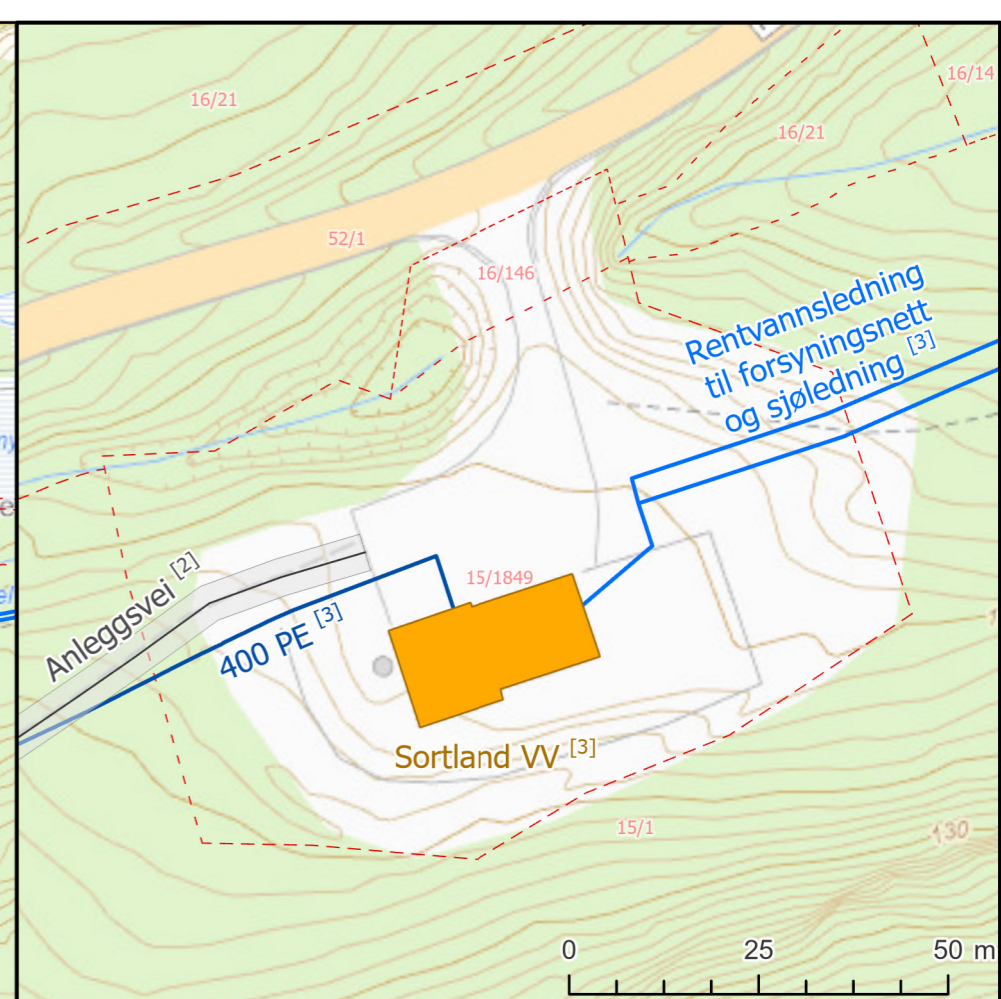 16/21
16/14
16/21
52/1
16/146
Rentvannsledning
til forsyningsnett
og sjøledning [3]
Anleggsvei [2]
400 PE [3]
15/1849
Sortland VV [3]
15/1
130
0 25 50 m